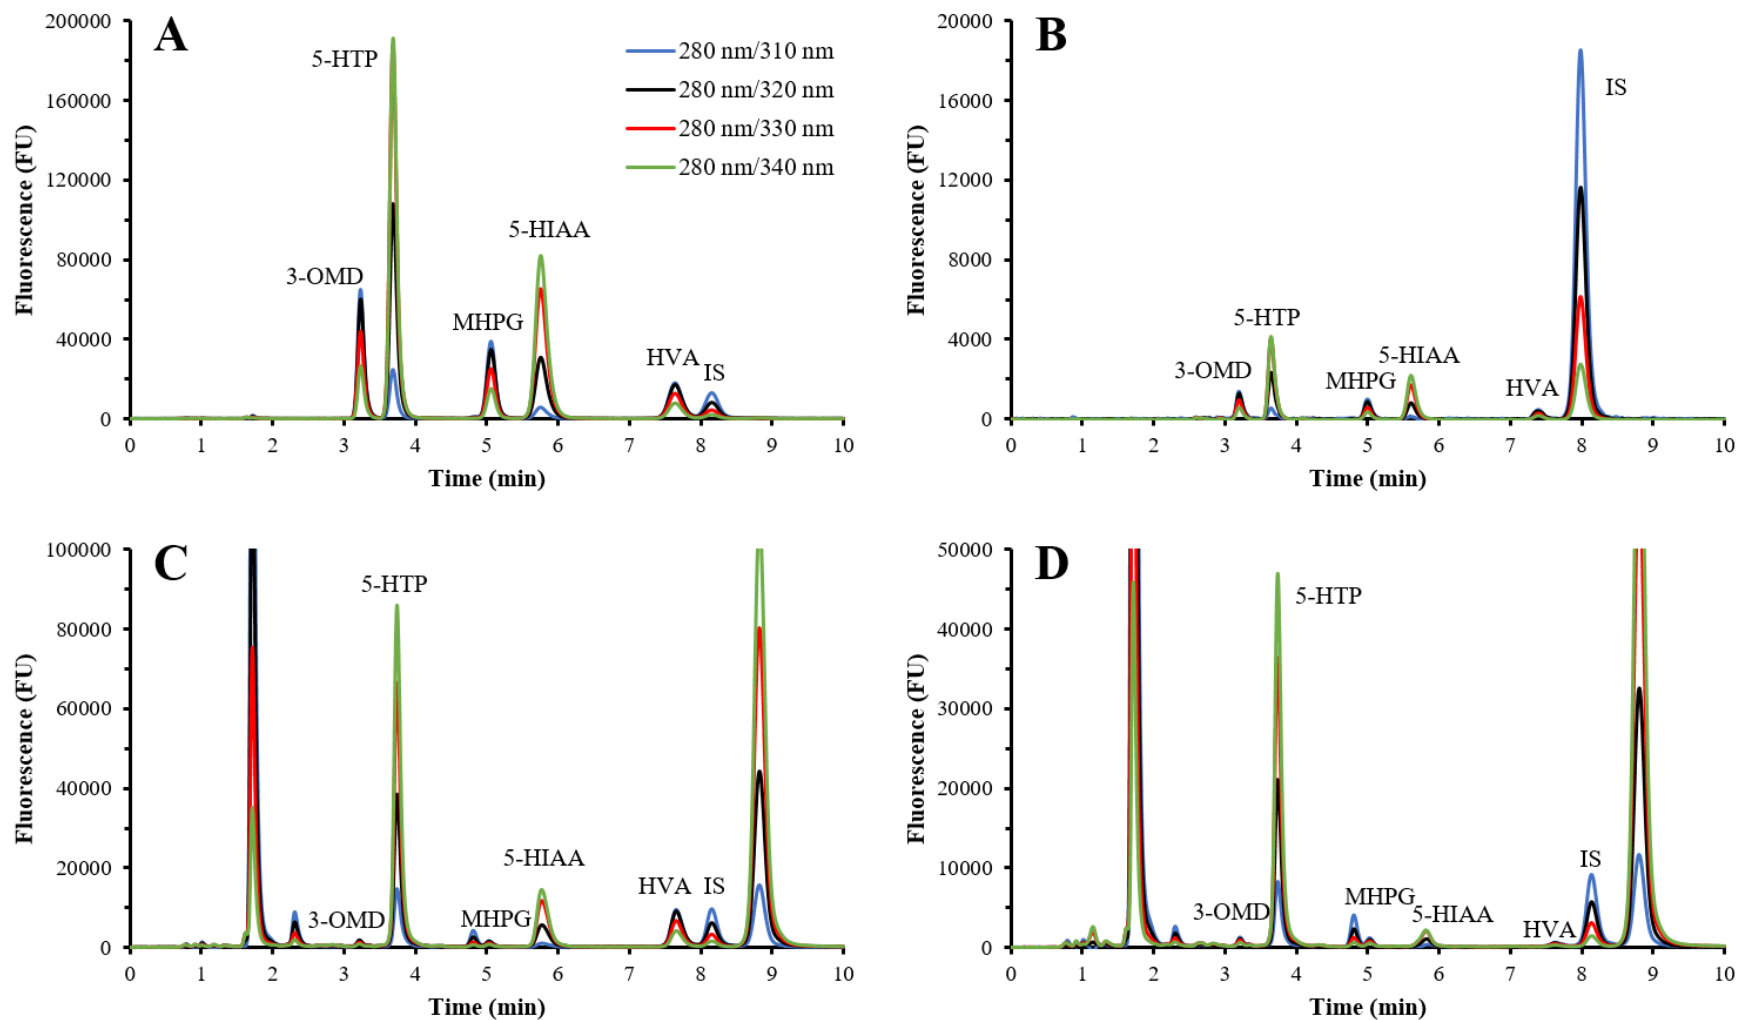 A
200000
160000
120000
80000
40000
0
Fluorescence (FU)
5-HTP
3-OMD
MHPG
5-HIAA
HVA
IS
280 nm/310 nm
280 nm/320 nm
280 nm/330 nm
280 nm/340 nm
0 1 2 3 4 5 6 7 8 9 10
Time (min)
B
20000
16000
12000
8000
4000
0
Fluorescence (FU)
IS
5-HTP
3-OMD
MHPG
5-HIAA
HVA
0 1 2 3 4 5 6 7 8 9 10
Time (min)
C
100000
80000
60000
40000
20000
0
Fluorescence (FU)
5-HTP
3-OMD
MHPG
5-HIAA
HVA
IS
0 1 2 3 4 5 6 7 8 9 10
Time (min)
D
50000
40000
30000
20000
10000
0
Fluorescence (FU)
5-HTP
3-OMD
MHPG
5-HIAA
HVA
IS
0 1 2 3 4 5 6 7 8 9 10
Time (min)